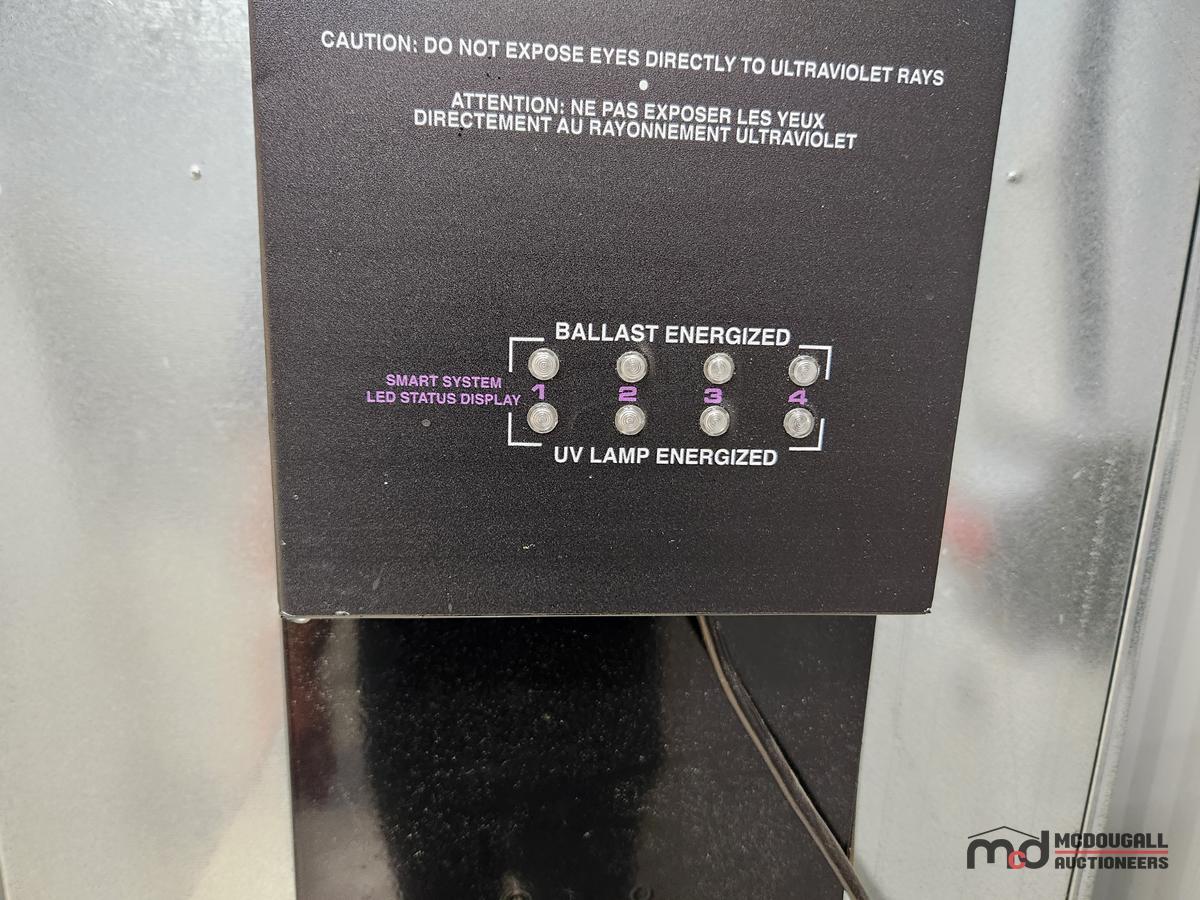 CAUTION: DO NOT EXPOSE EYES DIRECTLY TO ULTRAVIOLET RAYS
ATTENTION: NE PAS EXPOSER LES YEUX
DIRECTEMENT AU RAYONNEMENT ULTRAVIOLET
BALLAST ENERGIZED
SMART SYSTEM
LED STATUS DISPLAY
1 2 3 4
UV LAMP ENERGIZED
mcd MCDOUGALL
AUCTIONEERS